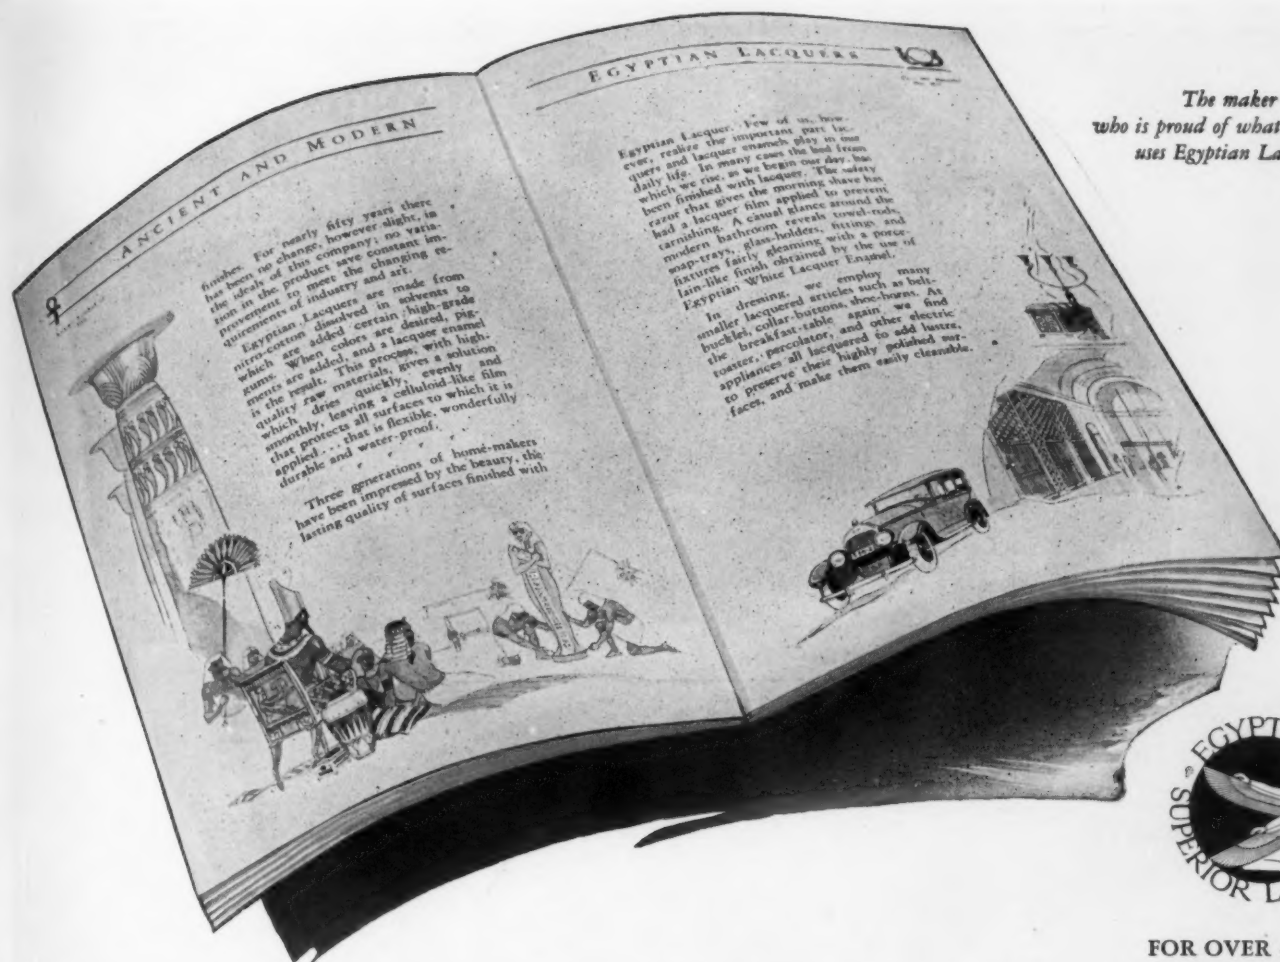 ANCIENT AND MODERN
finishes. For nearly fifty years there
has been no change, however slight, in
the ideals of this company; no varia-
tion in the product save constant im-
provement to meet the changing re-
quirements of industry and art.
Egyptian Lacquers are made from
nitro-cotton dissolved in solvents to
which are added certain high-grade
gums. When colors are desired, pig-
ments are added, and a lacquer enamel
is the result. This process, with high-
quality raw materials, gives a solution
which dries quickly, evenly and
smoothly, leaving a celluloid-like film
that protects all surfaces to which it is
applied... that is flexible, wonderfully
durable and water-proof.
Three generations of home-makers
have been impressed by the beauty, the
lasting quality of surfaces finished with
EGYPTIAN LACQUERS
Egyptian Lacquer. Few of us, how-
ever, realize the important part lac-
quers and lacquer enamels play in our
daily life. In many cases the bed from
which we rise, as we begin our day, has
been finished with lacquer. The safety
razor that gives the morning shave has
had a lacquer film applied to prevent
tarnishing. A casual glance around the
modern bathroom reveals towel-rods,
soap-trays, glass-holders, fittings and
fixtures fairly gleaming with a porce-
lain-like finish obtained by the use of
Egyptian White Lacquer Enamel.
In dressing, we employ many
smaller lacquered articles such as belt-
buckles, collar-buttons, shoe-horns. At
the breakfast-table again we find
toaster, percolator, and other electric
appliances all lacquered to add lustre,
to preserve their highly polished sur-
faces, and make them easily cleanable.
The maker
who is proud of what
uses Egyptian La
EGYPT
SUPERIOR
FOR OVER